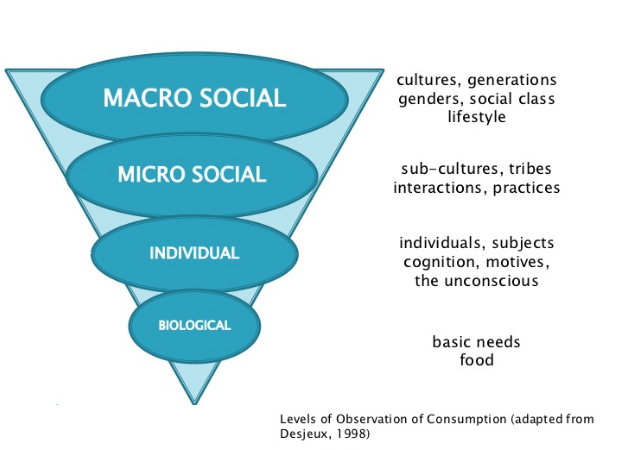 MACRO SOCIAL
cultures, generations
genders, social class
lifestyle
MICRO SOCIAL
sub-cultures, tribes
interactions, practices
INDIVIDUAL
individuals, subjects
cognition, motives,
the unconscious
BIOLOGICAL
basic needs
food
Levels of Observation of Consumption (adapted from
Desjeux, 1998)